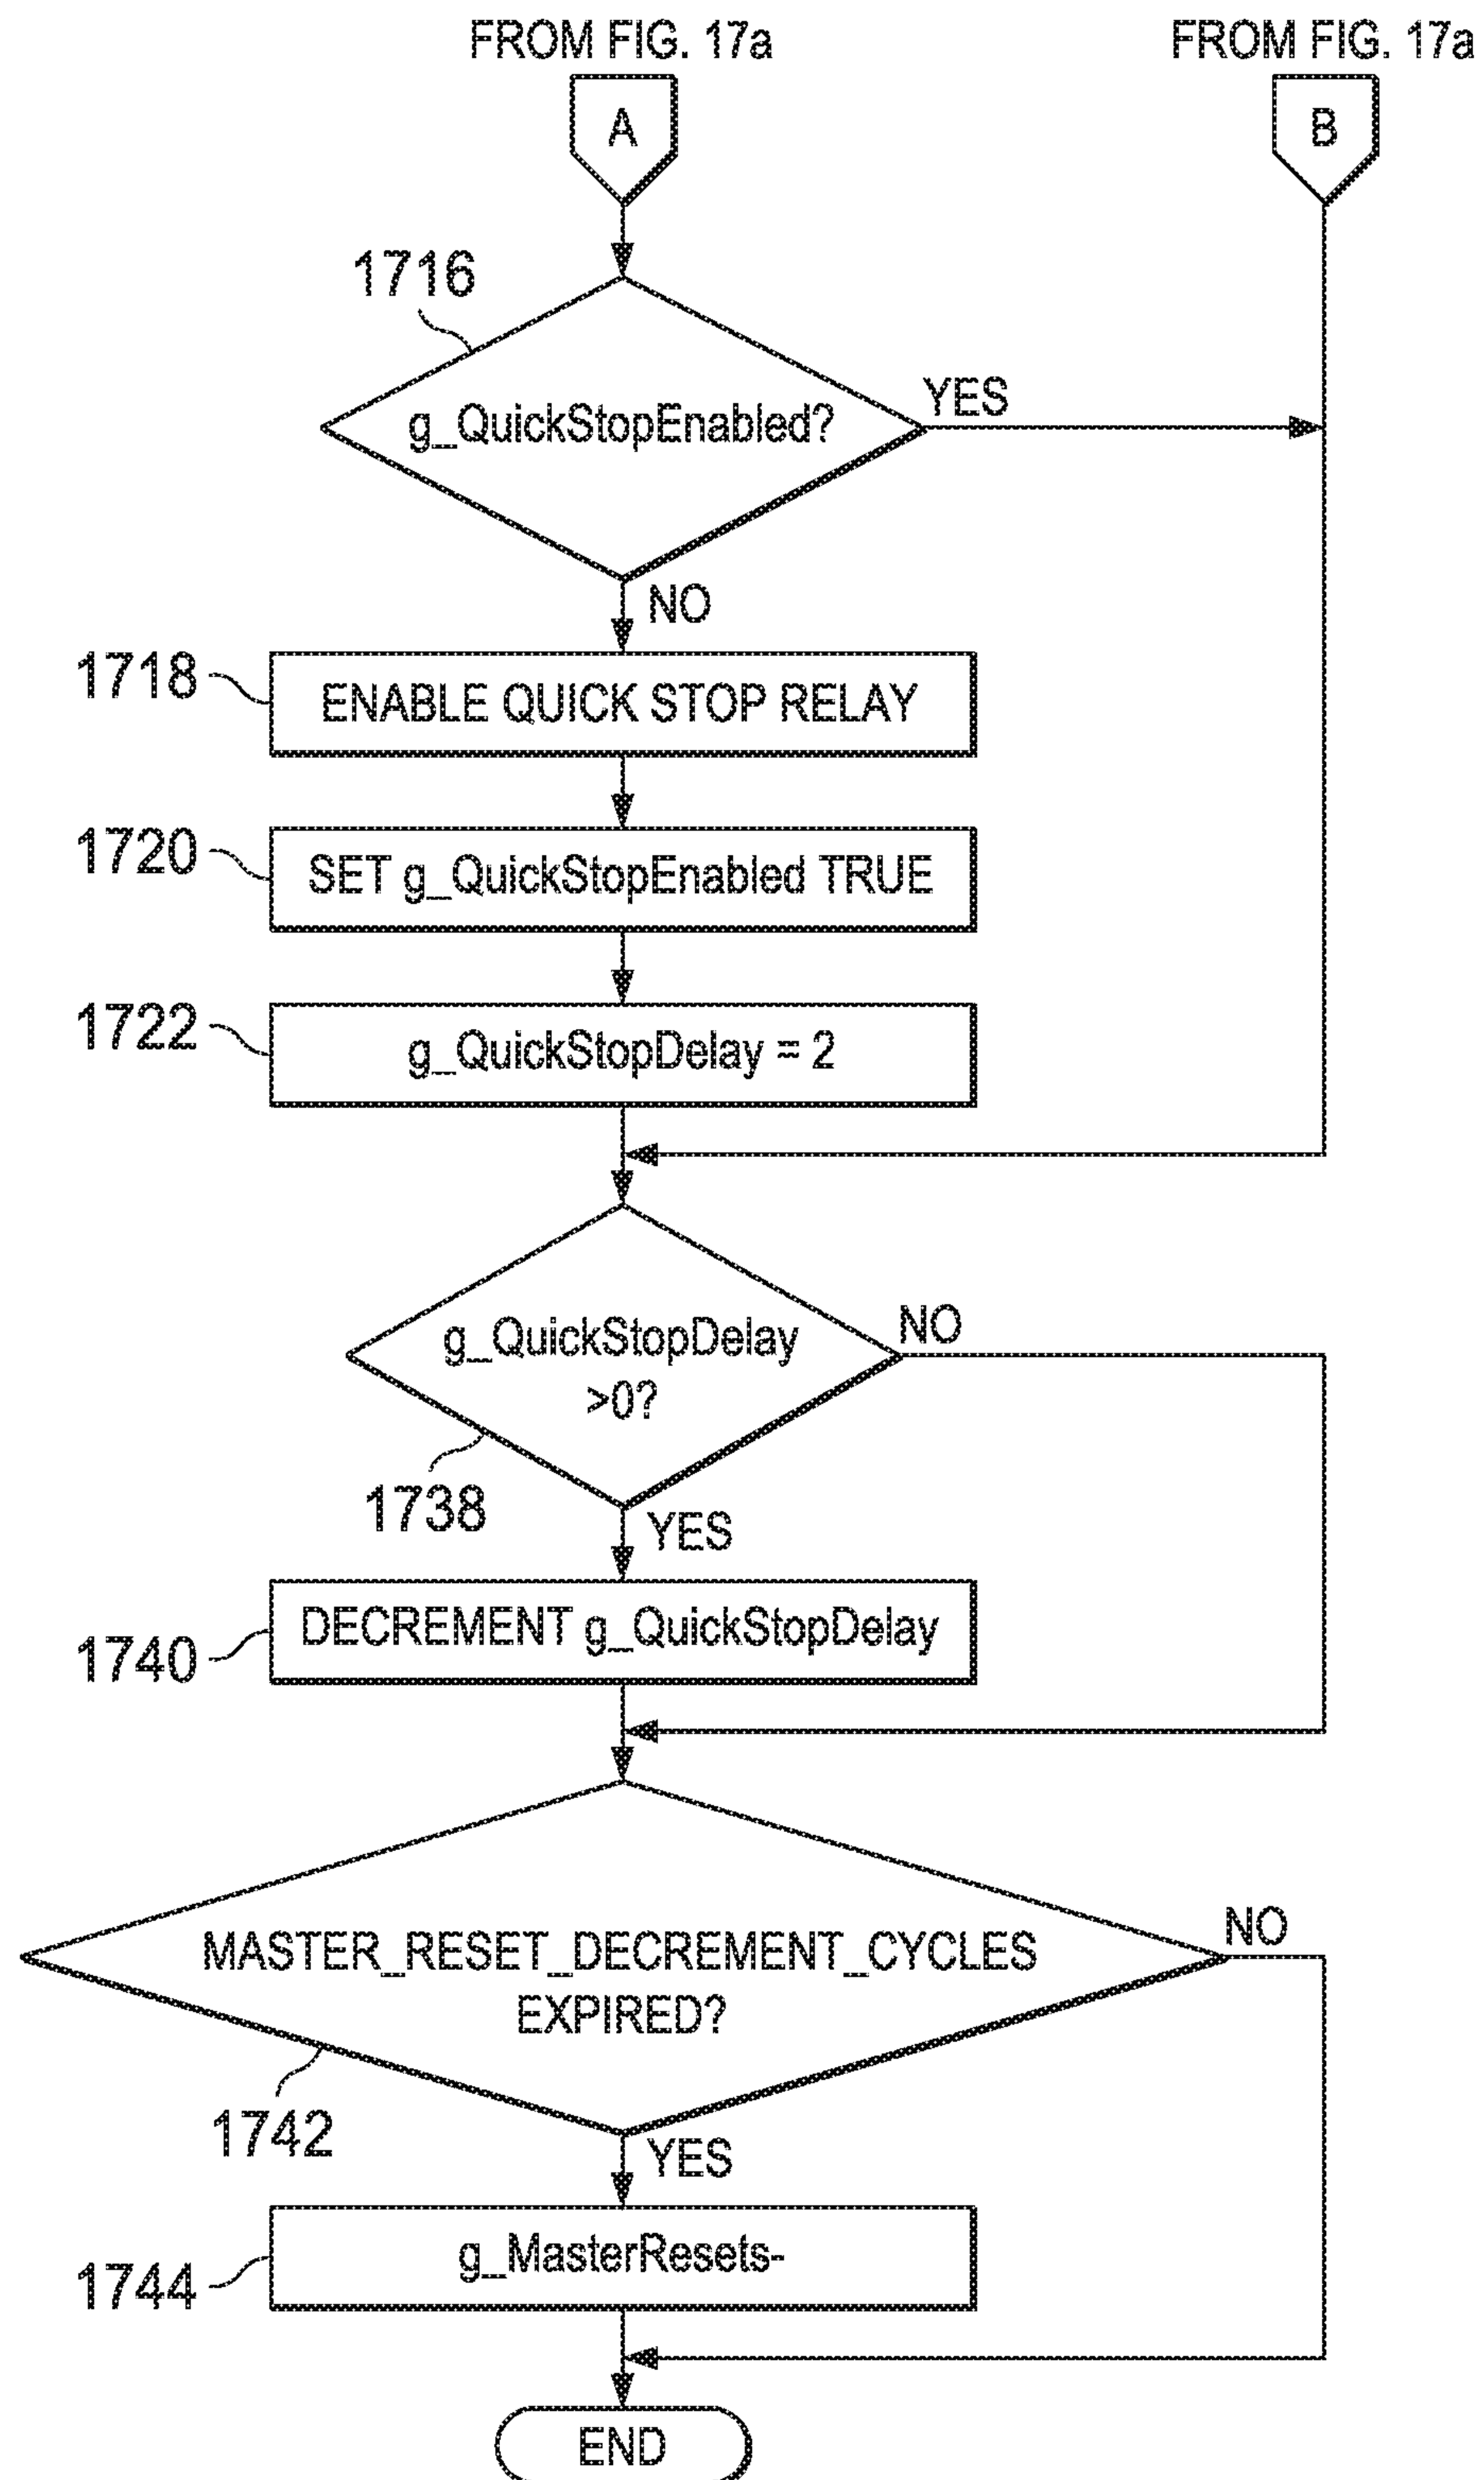 FROM FIG. 17a
FROM FIG. 17a
A
B
1716
g_QuickStopEnabled?
YES
NO
1718
ENABLE QUICK STOP RELAY
1720
SET g_QuickStopEnabled TRUE
1722
g_QuickStopDelay = 2
g_QuickStopDelay
>0?
NO
1738
YES
1740
DECREMENT g_QuickStopDelay
MASTER_RESET_DECREMENT_CYCLES
EXPIRED?
NO
1742
YES
1744
g_MasterResets-
END